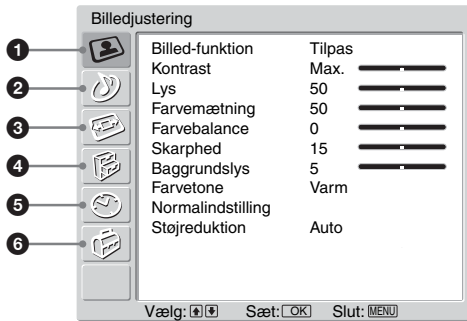 Billedjustering
1
2
3
4
5
6
Billed-funktion Tilpas
Kontrast Max.
Lys 50
Farvemætning 50
Farvebalance 0
Skarphed 15
Baggrundslys 5
Farvetone Varm
Normalindstilling
Støjreduktion Auto
Vælg: Sæt: OK Slut: MENU